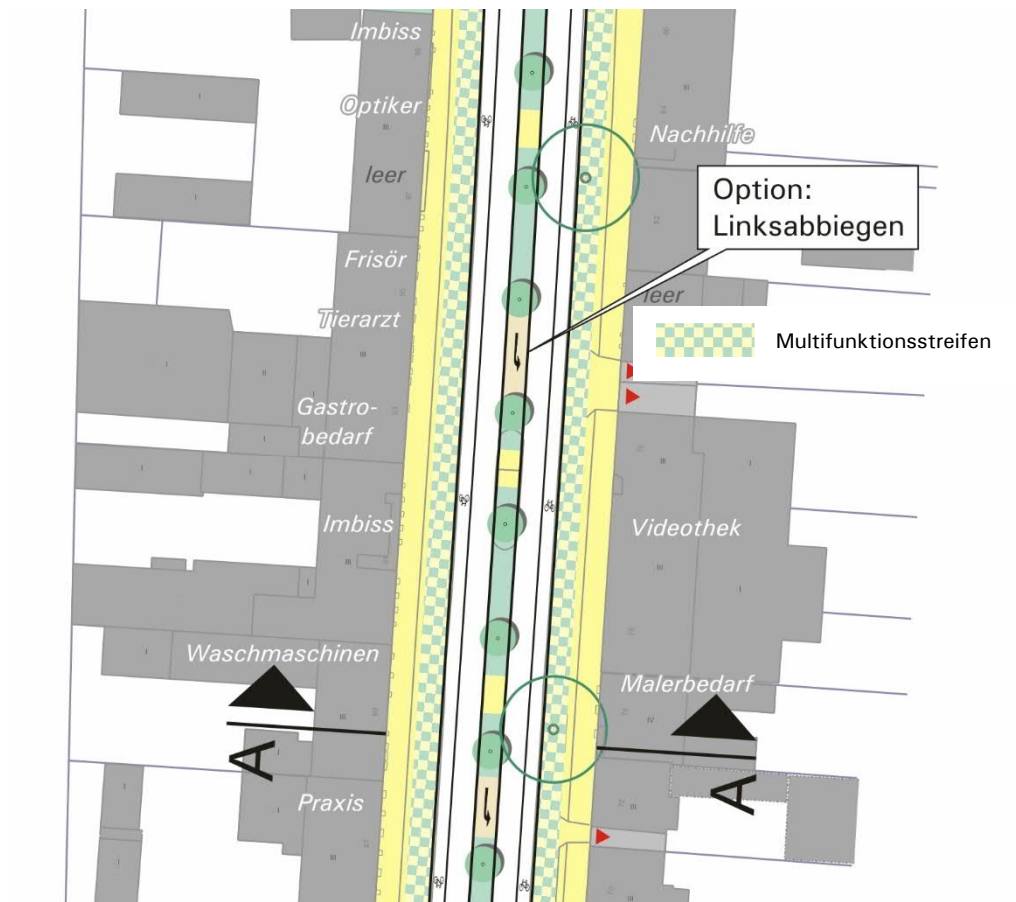 Imbiss
Optiker
Nachhilfe
leer
Option:
Linksabbiegen
Frisör
leer
Tierarzt
Multifunktionsstreifen
Gastro-
bedarf
Imbiss
Videothek
Waschmaschinen
Malerbedarf
A
A
Praxis